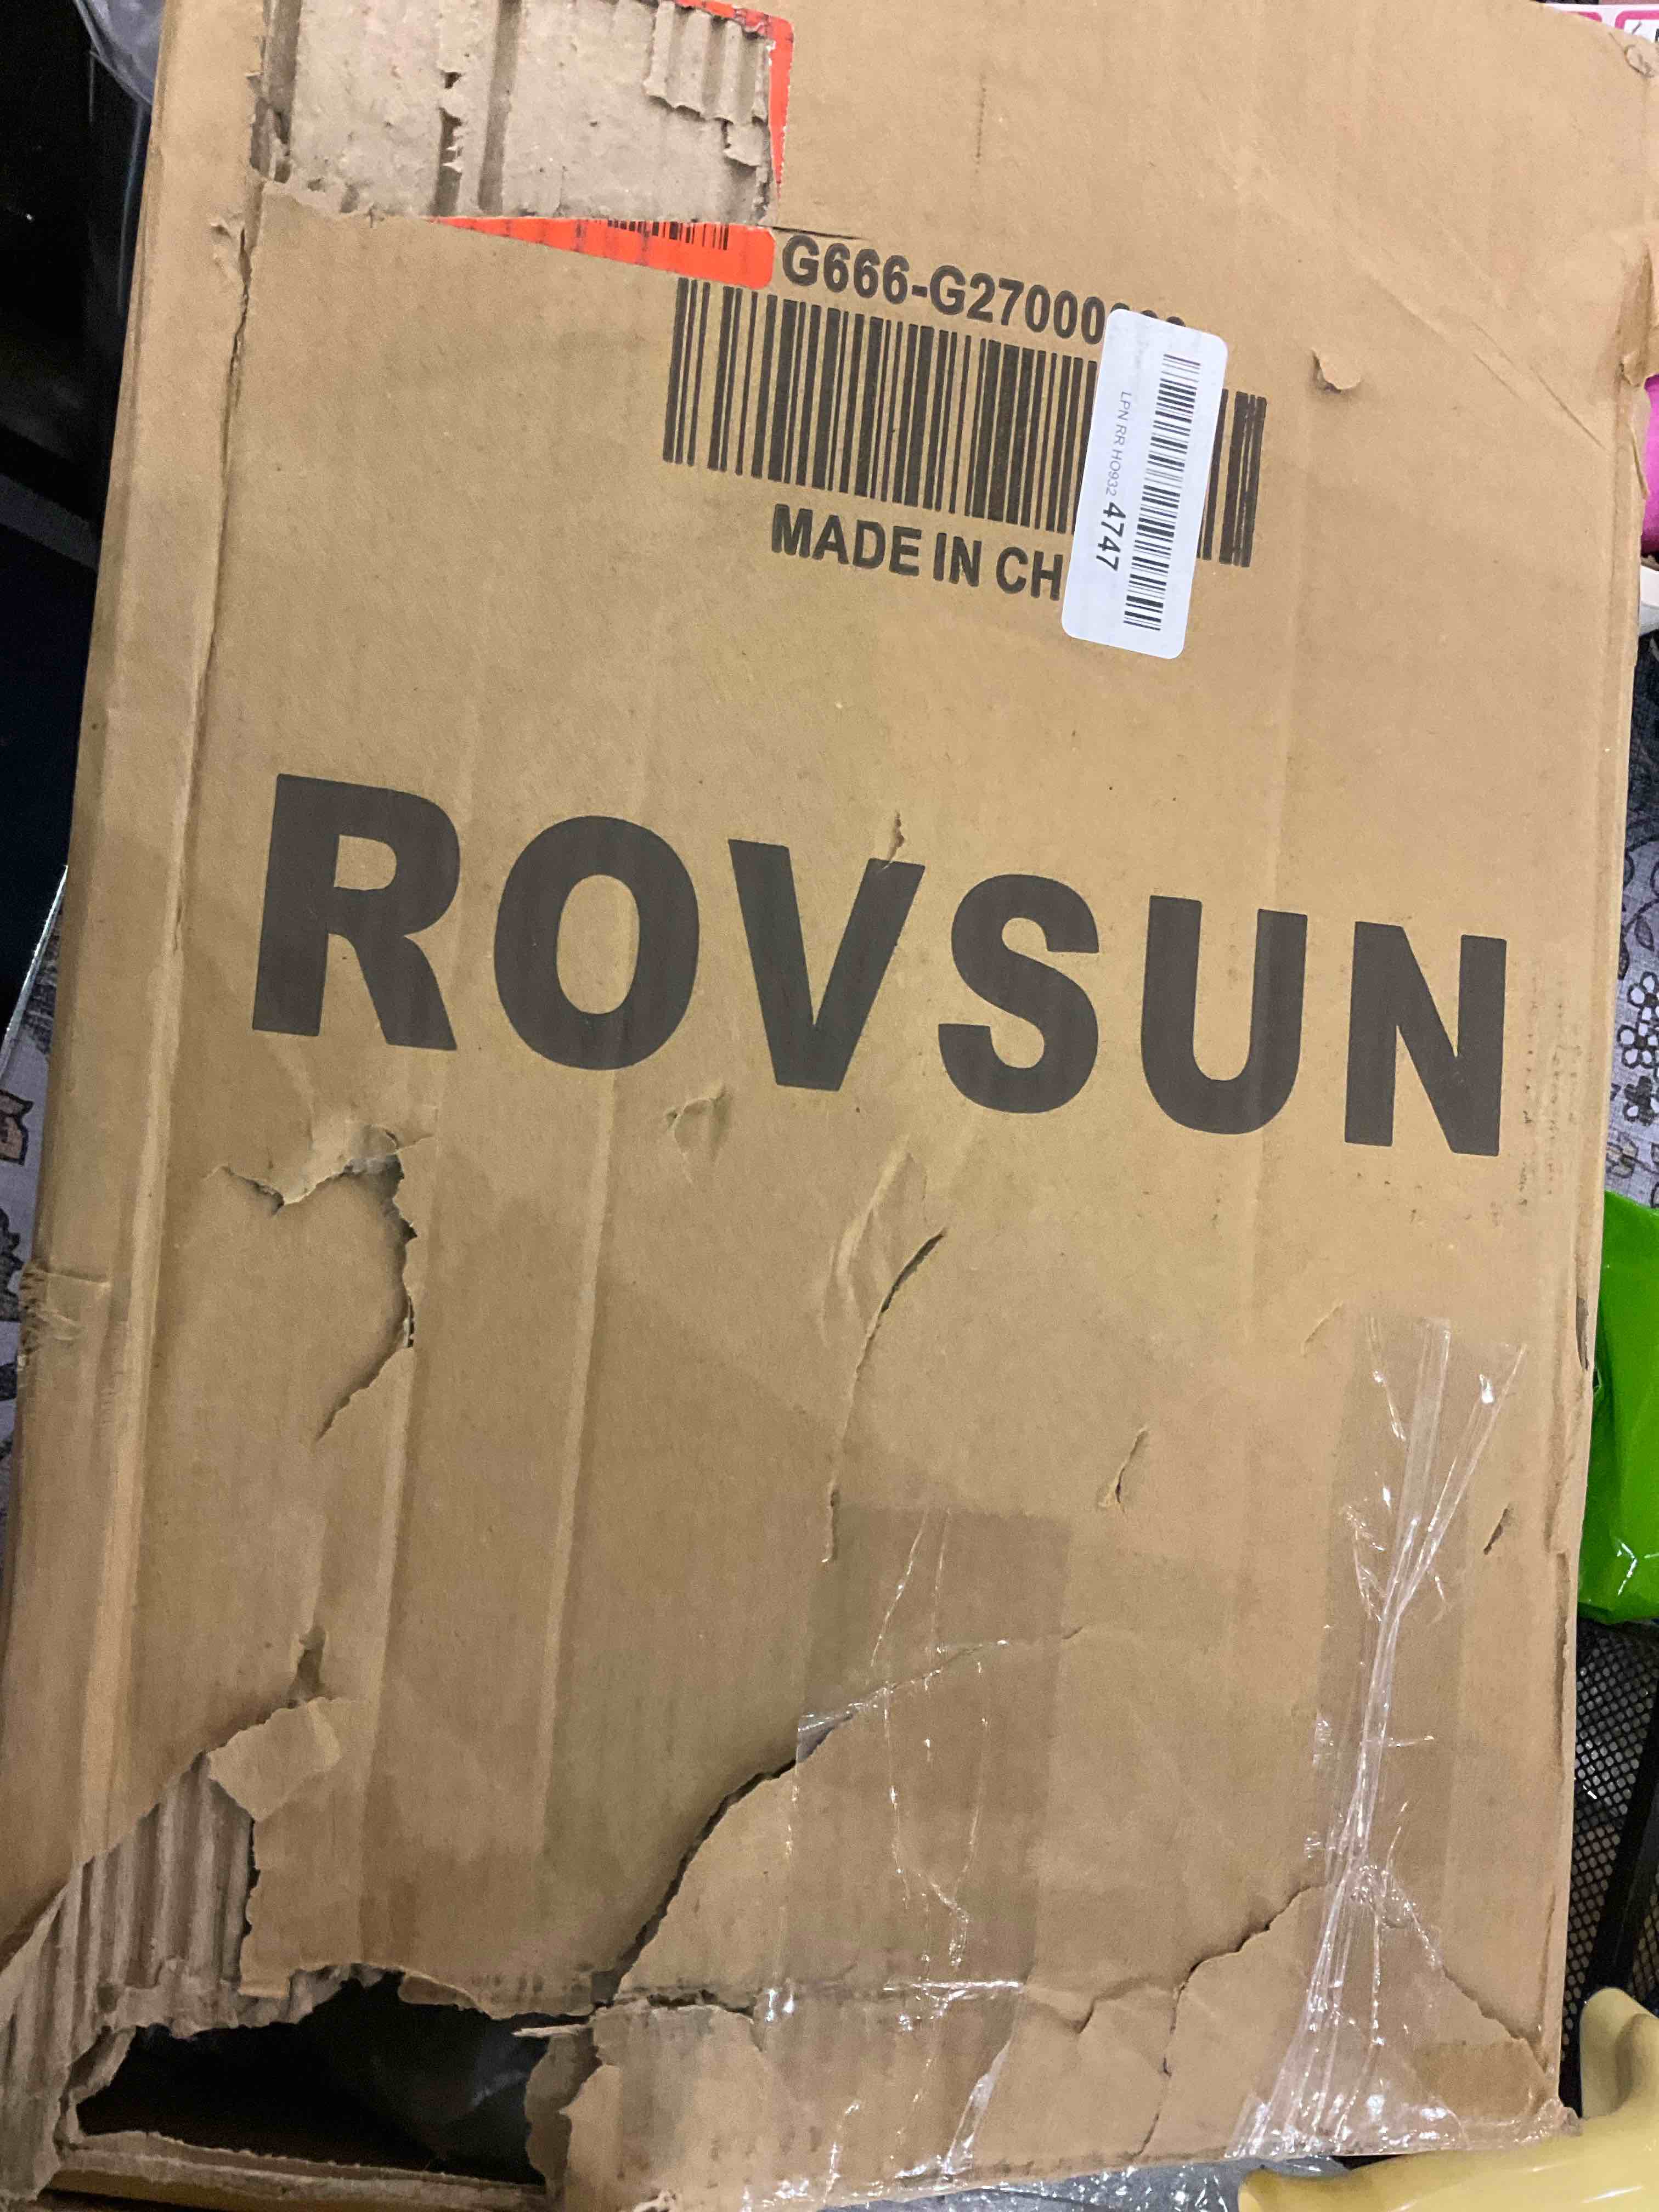 G666-G27000
MADE IN CH
LPN RR HO932 4747
ROVSUN